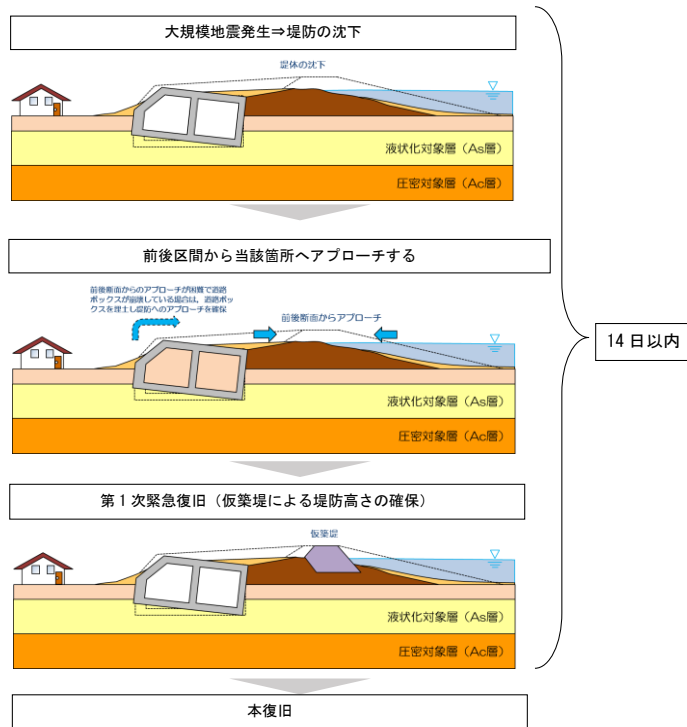 大規模地震発生⇒堤防の沈下
堤体の沈下
液状化対象層（As層）
圧密対象層（Ac層）
前後区間から当該箇所へアプローチする
前後断面からのアプローチが困難で道路
ボックスが崩壊している場合は、道路ボッ
クスを埋土し堤防へのアプローチを確保
前後断面からアプローチ
液状化対象層（As層）
圧密対象層（Ac層）
14日以内
第1次緊急復旧（仮築堤による堤防高さの確保）
仮築堤
液状化対象層（As層）
圧密対象層（Ac層）
本復旧